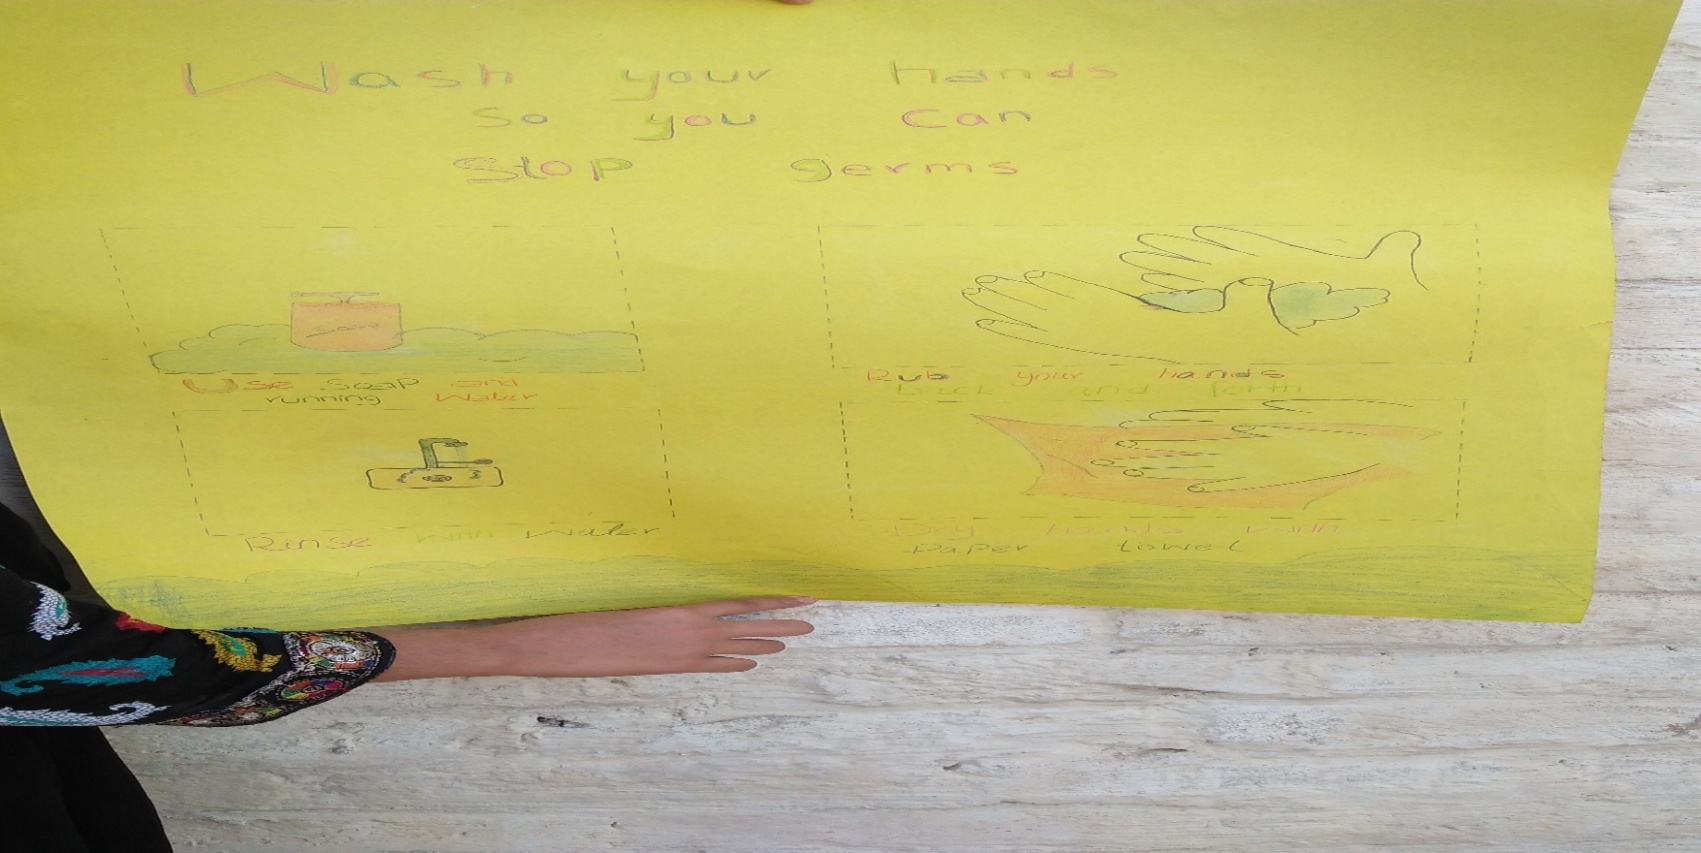 Wash your hands
So you Can
Stop germs
Soap
Use Soap and
running Water
Rub your hands
back and forth
Rinse with Water
Dry hands with
Paper towel